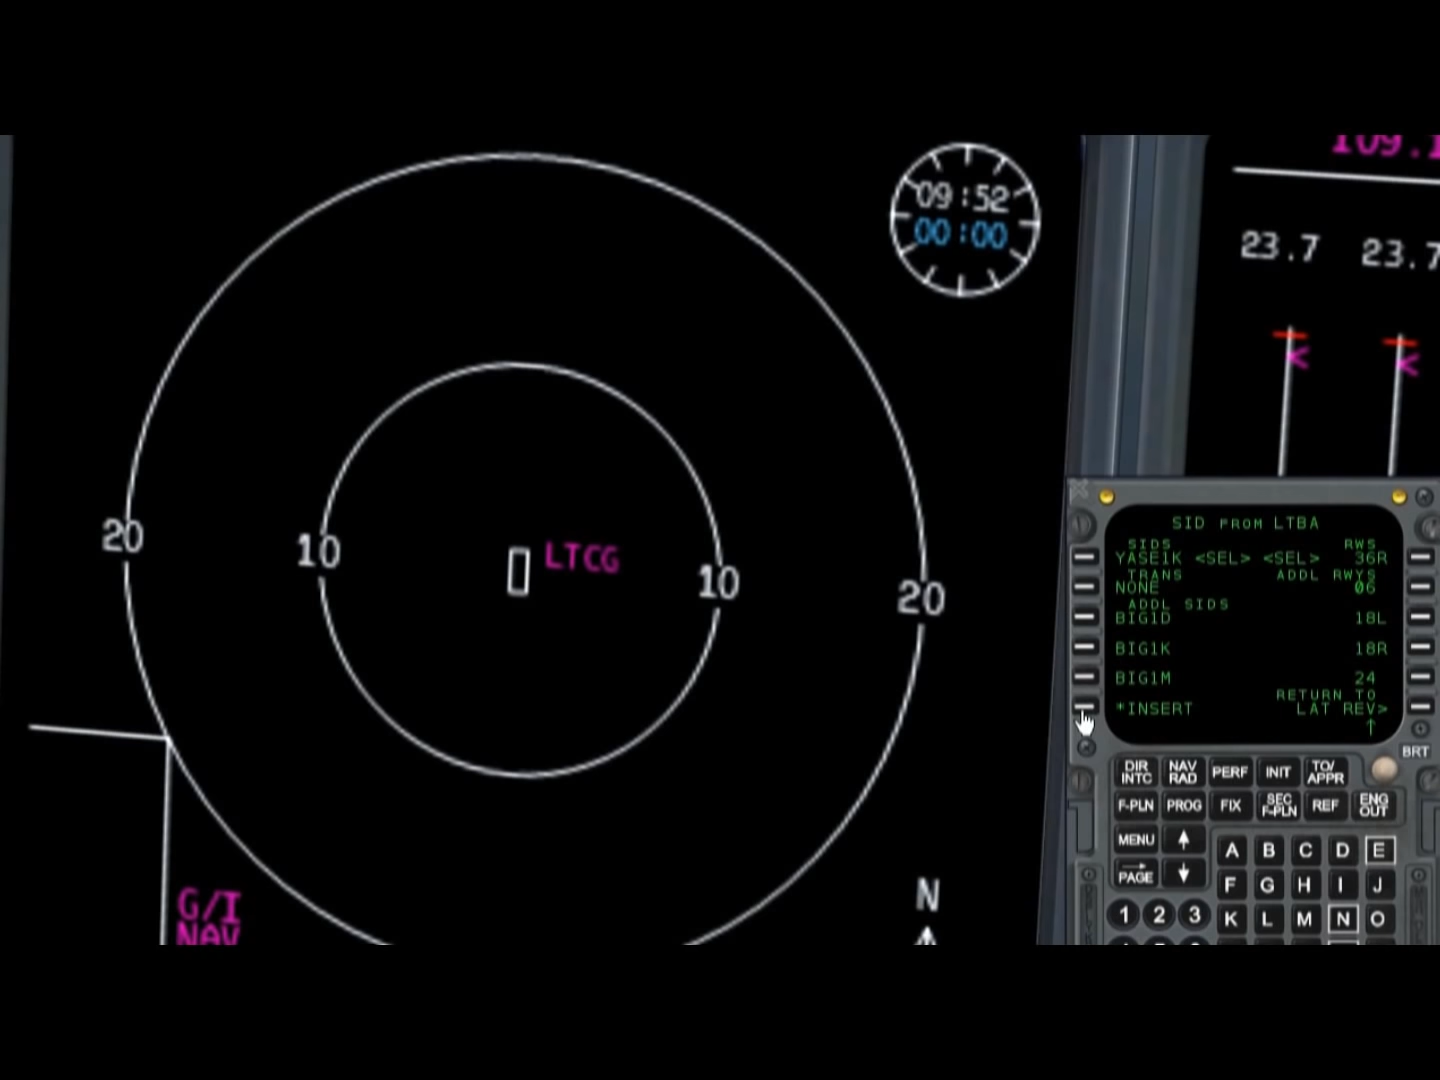 109.1
09:52
00:00
23.7 23.7
20 10 LTCG 10 20
SID FROM LTBA
SIDS RWS
YASE1K <SEL> <SEL> 36R
TRANS ADDL RWYS
NONE 06
ADDL SIDS
BIG1D 18L
BIG1K 18R
BIG1M 24
RETURN TO
*INSERT LAT REV>
↑
BRT
DIR INTC NAV RAD PERF INIT TO/ APPR
F-PLN PROG FIX SEC F-PLN REF ENG OUT
MENU
PAGE
A B C D E
F G H I J
1 2 3 K L M N O
G/I
NAV
N